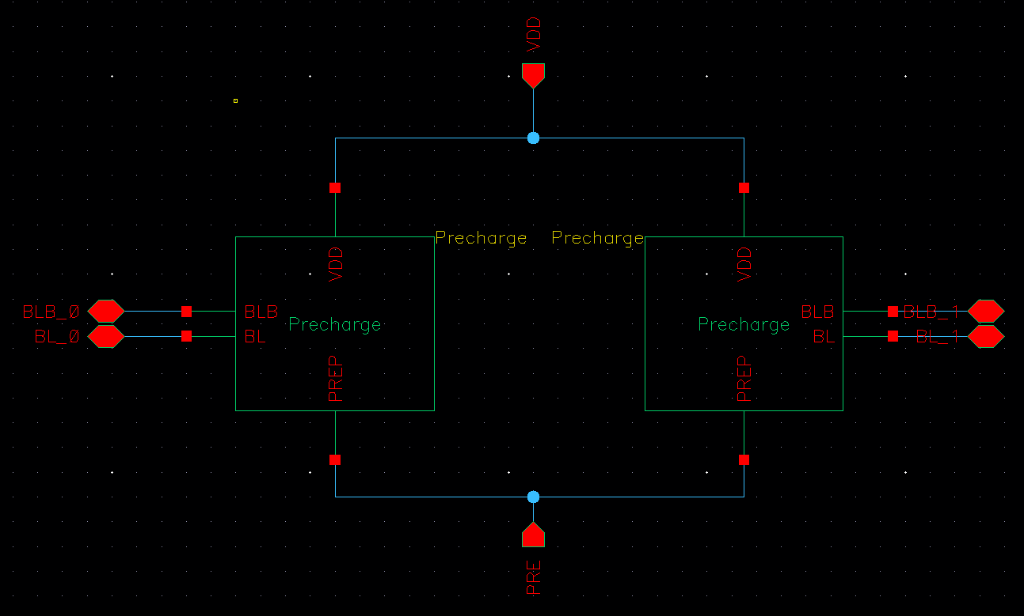 VDD
Precharge Precharge
VDD VDD
BLB_0 BLB BLB BLB_1
Precharge Precharge
BL_0 BL BL BL_1
PREP PREP
PRE